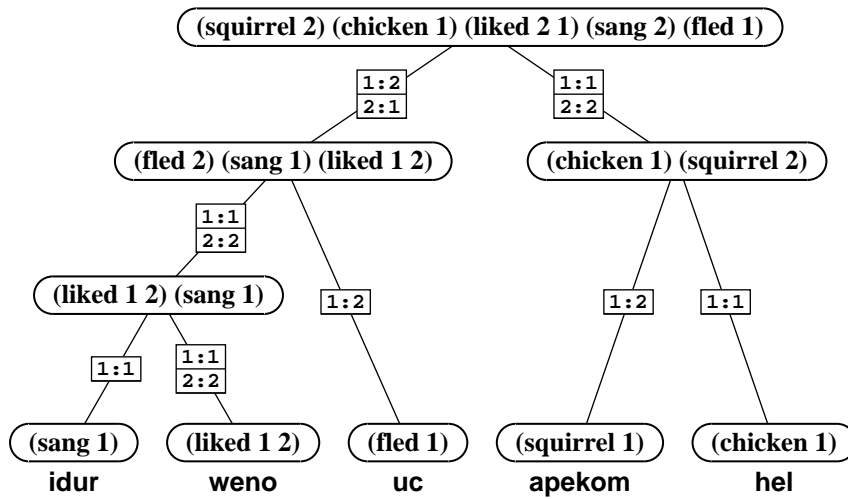 (squirrel 2) (chicken 1) (liked 2 1) (sang 2) (fled 1)
1:2
2:1
1:1
2:2
(fled 2) (sang 1) (liked 1 2)
(chicken 1) (squirrel 2)
1:1
2:2
(liked 1 2) (sang 1)
1:2
1:2
1:1
1:1
1:1
2:2
(sang 1)
(liked 1 2)
(fled 1)
(squirrel 1)
(chicken 1)
idur
weno
uc
apekom
hel